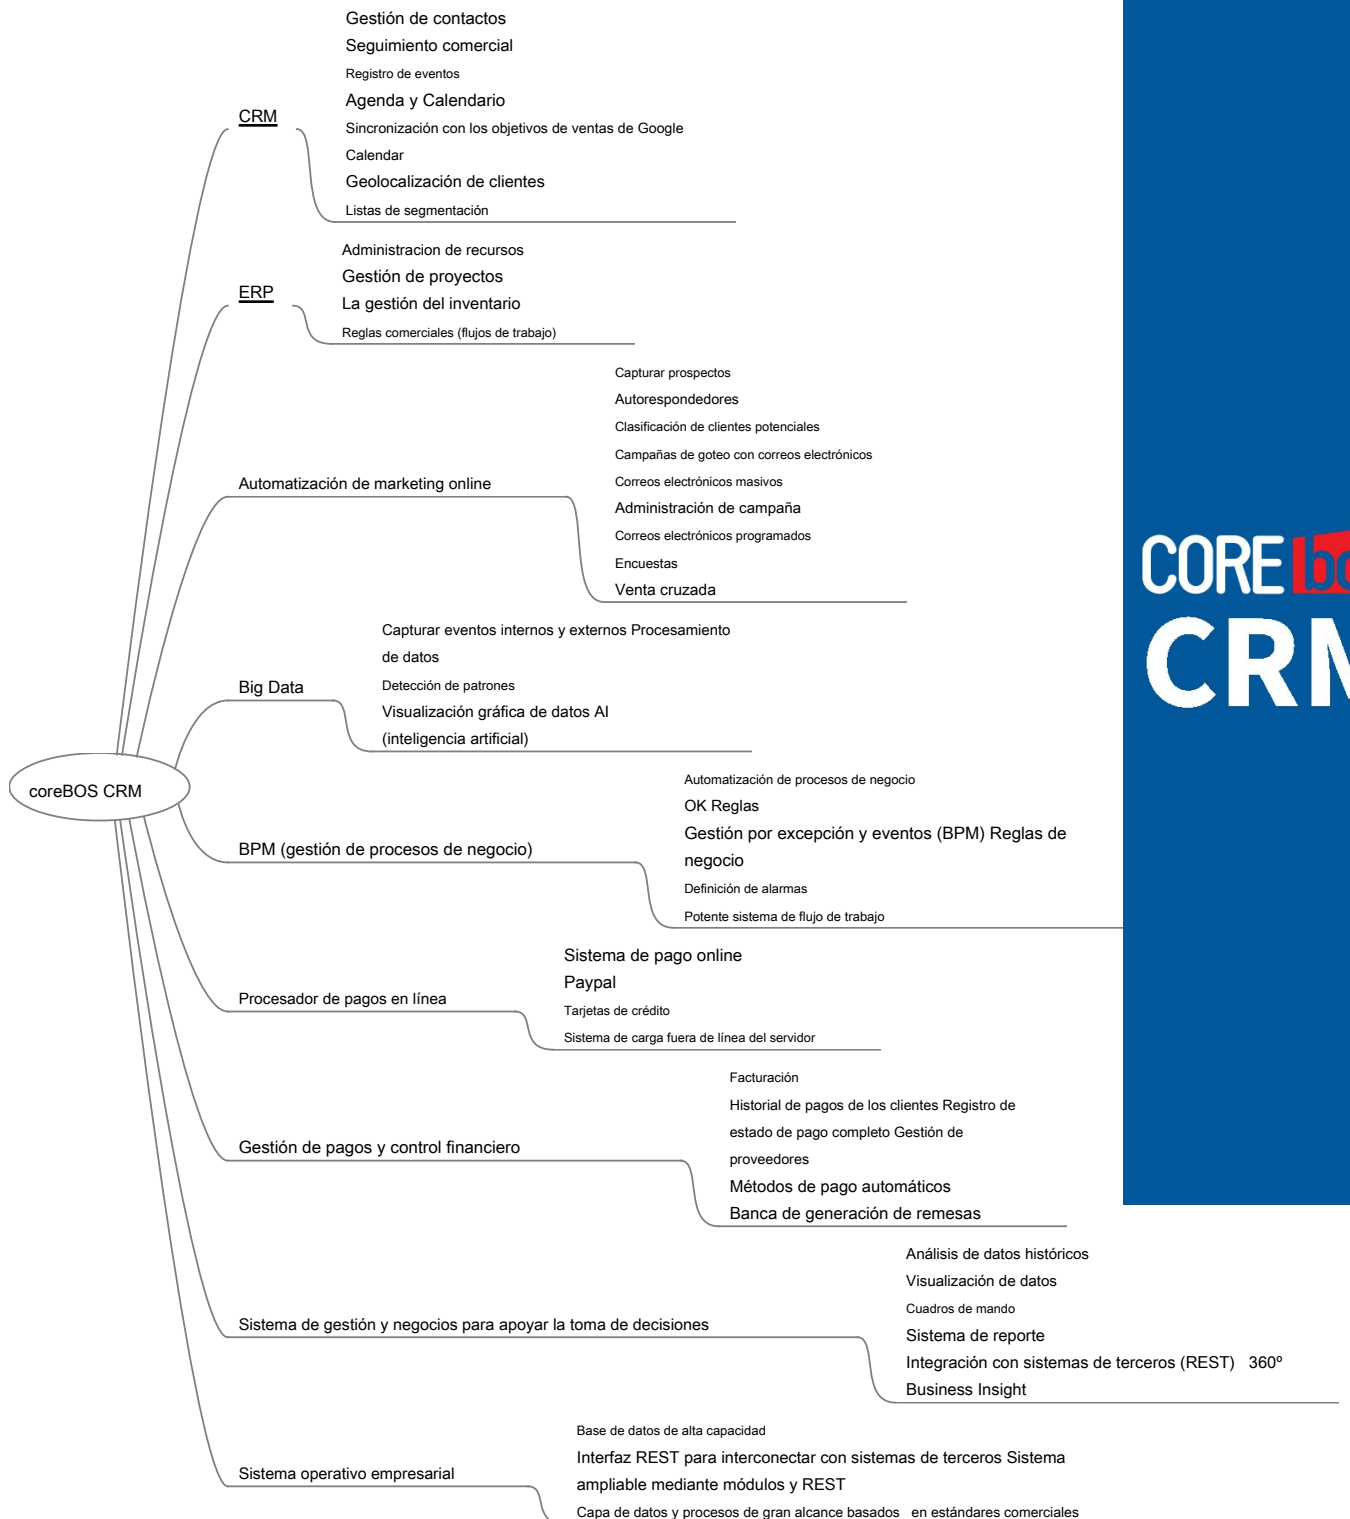 Gestión de contactos
Seguimiento comercial
Registro de eventos
Agenda y Calendario
CRM
Sincronización con los objetivos de ventas de Google
Calendar
Geolocalización de clientes
Listas de segmentación
Administracion de recursos
Gestión de proyectos
ERP
La gestión del inventario
Reglas comerciales (flujos de trabajo)
Capturar prospectos
Autorespondedores
Clasificación de clientes potenciales
Campañas de goteo con correos electrónicos
Automatización de marketing online
Correos electrónicos masivos
Administración de campaña
Correos electrónicos programados
Encuestas
Venta cruzada
CORE
CRM
Capturar eventos internos y externos Procesamiento
de datos
Big Data
Detección de patrones
Visualización gráfica de datos AI
(inteligencia artificial)
coreBOS CRM
Automatización de procesos de negocio
OK Reglas
Gestión por excepción y eventos (BPM) Reglas de
BPM (gestión de procesos de negocio)
negocio
Definición de alarmas
Potente sistema de flujo de trabajo
Sistema de pago online
Paypal
Procesador de pagos en línea
Tarjetas de crédito
Sistema de carga fuera de línea del servidor
Facturación
Historial de pagos de los clientes Registro de
estado de pago completo Gestión de
Gestión de pagos y control financiero
proveedores
Métodos de pago automáticos
Banca de generación de remesas
Análisis de datos históricos
Visualización de datos
Cuadros de mando
Sistema de gestión y negocios para apoyar la toma de decisiones
Sistema de reporte
Integración con sistemas de terceros (REST) 360º
Business Insight
Base de datos de alta capacidad
Interfaz REST para interconectar con sistemas de terceros Sistema
Sistema operativo empresarial
ampliable mediante módulos y REST
Capa de datos y procesos de gran alcance basados en estándares comerciales